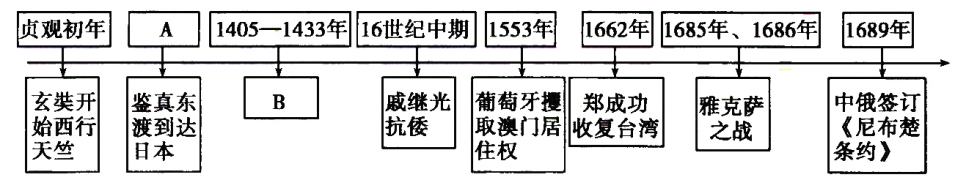 贞观初年
A
1405—1433年
16世纪中期
1553年
1662年
1685年、1686年
1689年
玄奘开
始西行
天竺
鉴真东
渡到达
日本
B
戚继光
抗倭
葡萄牙攫
取澳门居
住权
郑成功
收复台湾
雅克萨
之战
中俄签订
《尼布楚
条约》